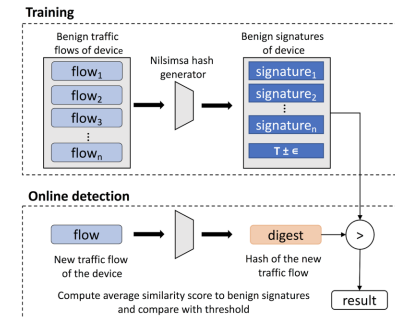 Training
Benign traffic
flows of device
Nilsimsa hash
generator
Benign signatures
of device
flow₁
flow₂
flow₃
⋮
flowₙ
signature₁
signature₂
⋮
signatureₙ
T ± ∈
Online detection
flow
digest
>
New traffic flow
of the device
Hash of the new
traffic flow
Compute average similarity score to benign signatures
and compare with threshold
result